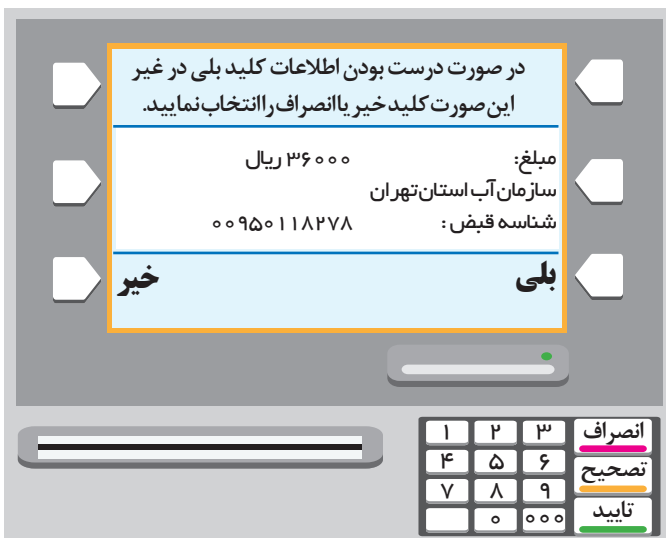 در صورت درست بودن اطلاعات کلید بلی در غیر
این صورت کلید خیر یا انصراف را انتخاب نمایید.
مبلغ: ۳۶۰۰۰ ریال
سازمان آب استان تهران
شناسه قبض : ۰۰۹۵۰۱۱۸۲۷۸
بلی خیر
۱ ۲ ۳ انصراف
۴ ۵ ۶ تصحیح
۷ ۸ ۹
۰ ۰۰۰ تایید